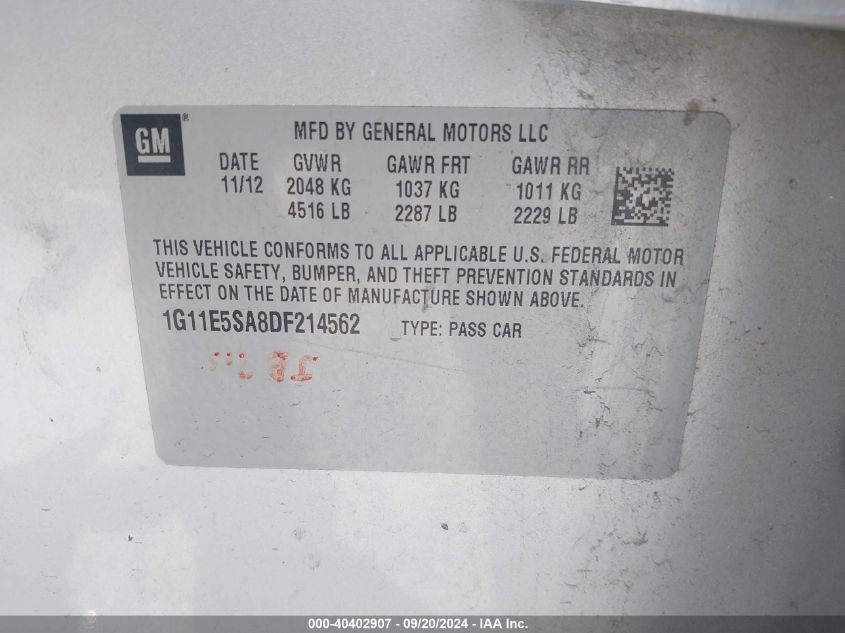 GM®
MFD BY GENERAL MOTORS LLC
DATE GVWR GAWR FRT GAWR RR
11/12 2048 KG 1037 KG 1011 KG
4516 LB 2287 LB 2229 LB
THIS VEHICLE CONFORMS TO ALL APPLICABLE U.S. FEDERAL MOTOR
VEHICLE SAFETY, BUMPER, AND THEFT PREVENTION STANDARDS IN
EFFECT ON THE DATE OF MANUFACTURE SHOWN ABOVE.
1G11E5SA8DF214562 TYPE: PASS CAR
000-40402907 - 09/20/2024 - IAA Inc.